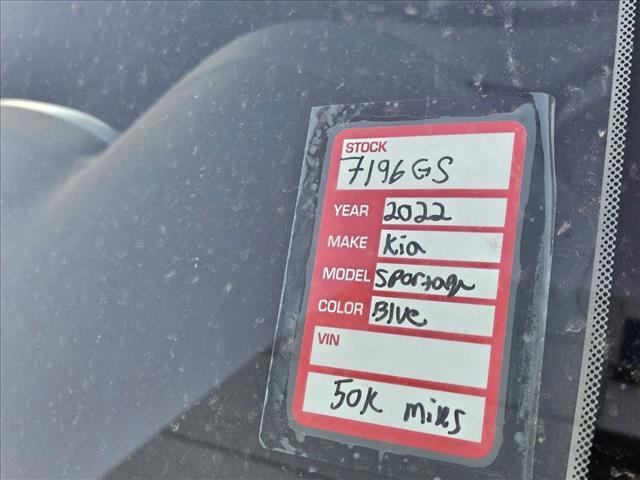 STOCK
7196GS
YEAR 2022
MAKE Kia
MODEL Sportage
COLOR Blue
VIN
50K miles